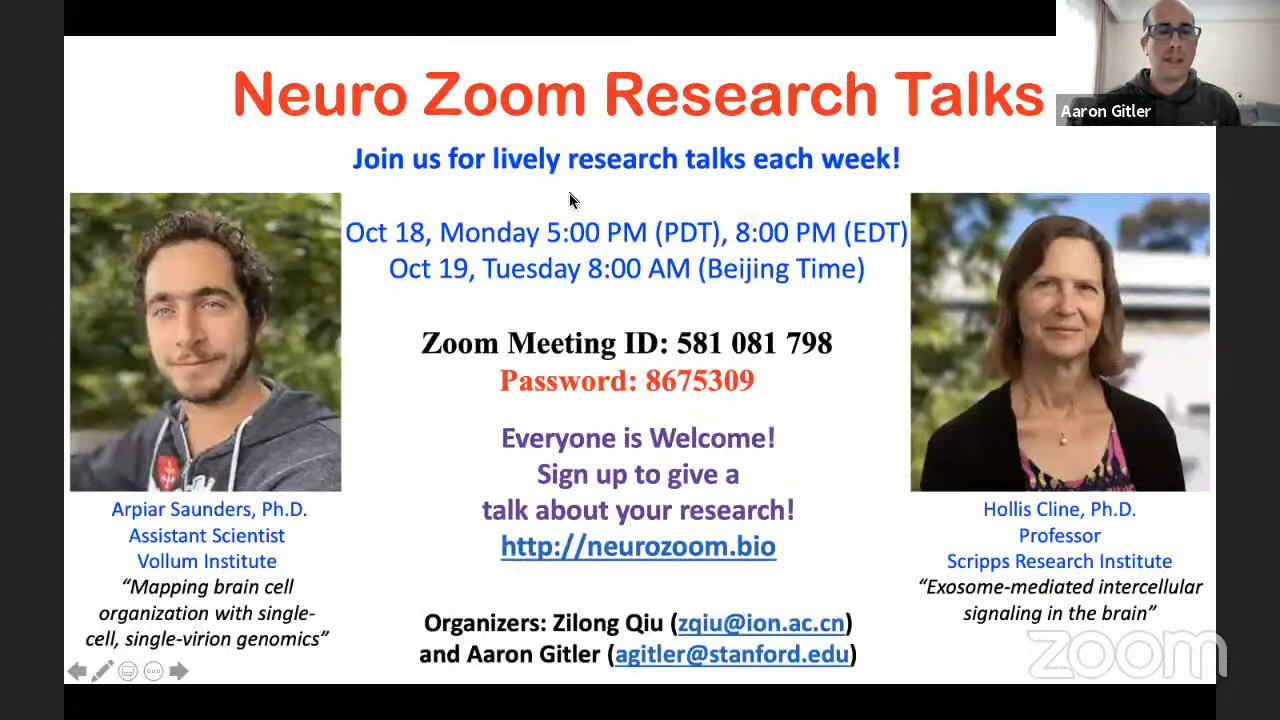 Neuro Zoom Research Talks
Aaron Gitler
Join us for lively research talks each week!
Oct 18, Monday 5:00 PM (PDT), 8:00 PM (EDT)
Oct 19, Tuesday 8:00 AM (Beijing Time)
Zoom Meeting ID: 581 081 798
Password: 8675309
Everyone is Welcome!
Sign up to give a
talk about your research!
http://neurozoom.bio
Arpiar Saunders, Ph.D.
Assistant Scientist
Vollum Institute
“Mapping brain cell
organization with single-
cell, single-virion genomics”
Hollis Cline, Ph.D.
Professor
Scripps Research Institute
“Exosome-mediated intercellular
signaling in the brain”
Organizers: Zilong Qiu (zqiu@ion.ac.cn)
and Aaron Gitler (agitler@stanford.edu)
zoom